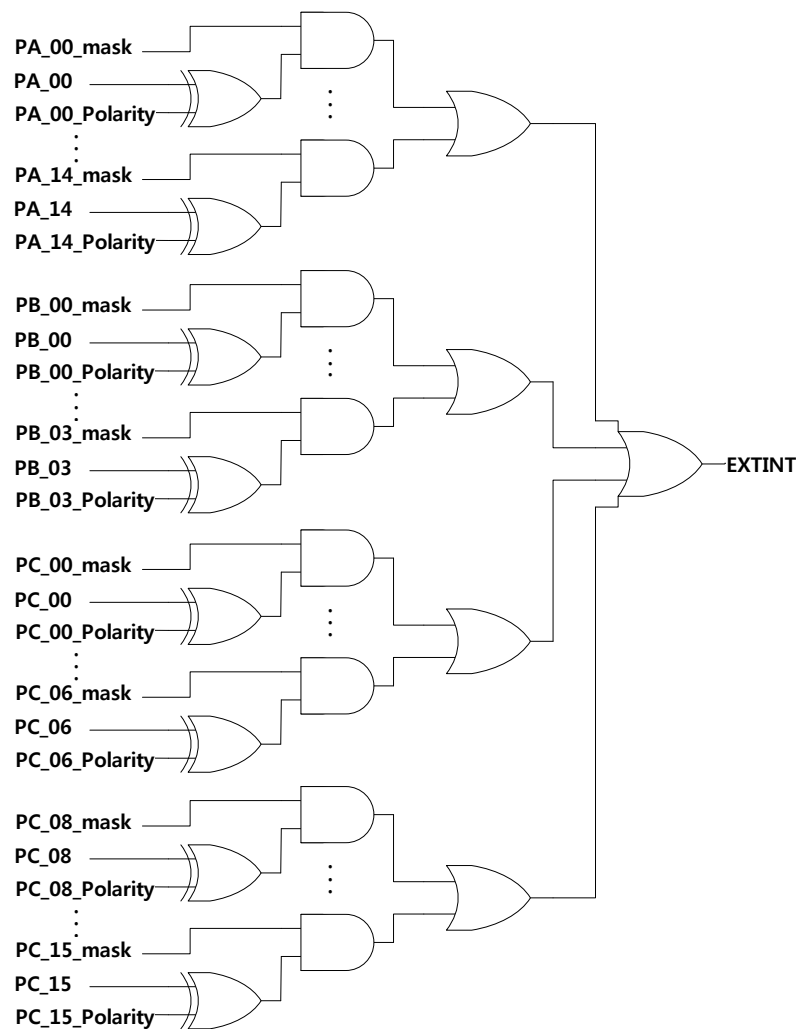 PA_00_mask
PA_00
PA_00_Polarity
PA_14_mask
PA_14
PA_14_Polarity
PB_00_mask
PB_00
PB_00_Polarity
PB_03_mask
PB_03
PB_03_Polarity
EXTINT
PC_00_mask
PC_00
PC_00_Polarity
PC_06_mask
PC_06
PC_06_Polarity
PC_08_mask
PC_08
PC_08_Polarity
PC_15_mask
PC_15
PC_15_Polarity